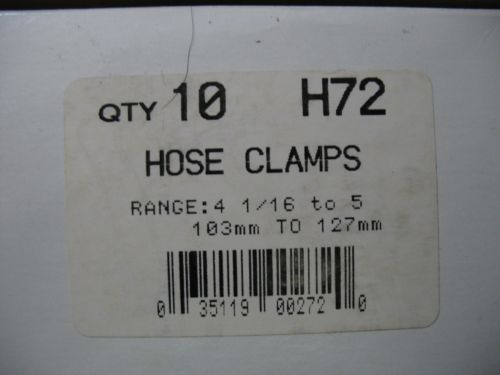 QTY 10 H72
HOSE CLAMPS
RANGE:4 1/16 to 5
103mm TO 127mm
0 35119 00272 0